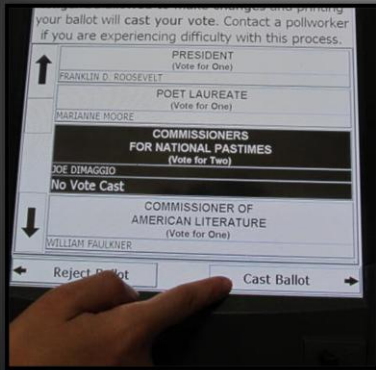 your ballot will cast your vote. Contact a pollworker
if you are experiencing difficulty with this process.
PRESIDENT
(Vote for One)
FRANKLIN D. ROOSEVELT
POET LAUREATE
(Vote for One)
MARIANNE MOORE
COMMISSIONERS
FOR NATIONAL PASTIMES
(Vote for Two)
JOE DIMAGGIO
No Vote Cast
COMMISSIONER OF
AMERICAN LITERATURE
(Vote for One)
WILLIAM FAULKNER
Reject Ballot
Cast Ballot